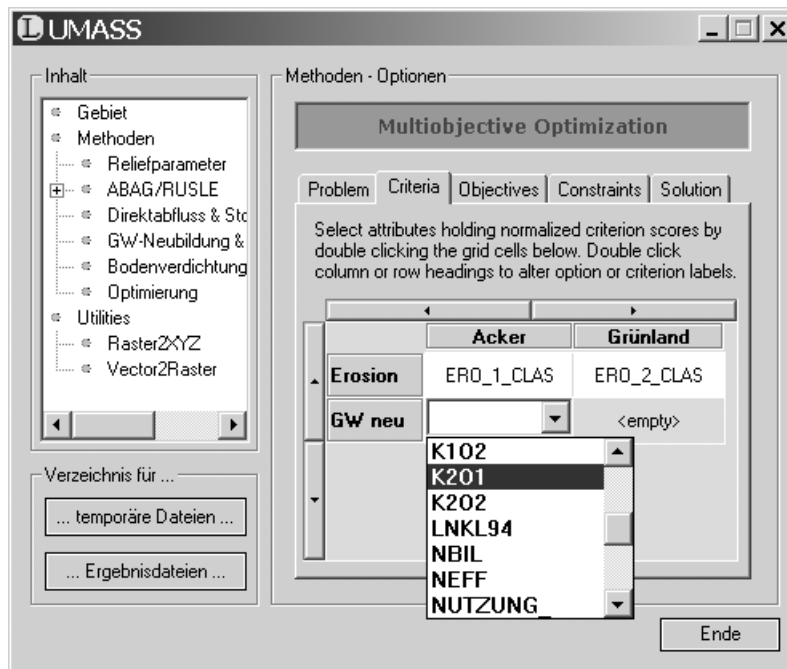 UMASS
Inhalt
Gebiet
Methoden
Reliefparameter
ABAG/RUSLE
Direktabfluss & Sto
GW-Neubildung &
Bodenverdichtung
Optimierung
Utilities
Raster2XYZ
Vector2Raster
Verzeichnis für ...
... temporäre Dateien ...
... Ergebnisdateien ...
Methoden - Optionen
Multiobjective Optimization
Problem Criteria Objectives Constraints Solution
Select attributes holding normalized criterion scores by
double clicking the grid cells below. Double click
column or row headings to alter option or criterion labels.
Acker Grünland
Erosion ERO_1_CLAS ERO_2_CLAS
GW neu <empty>
K1O2
K2O1
K2O2
LNKL94
NBIL
NEFF
NUTZUNG_
Ende